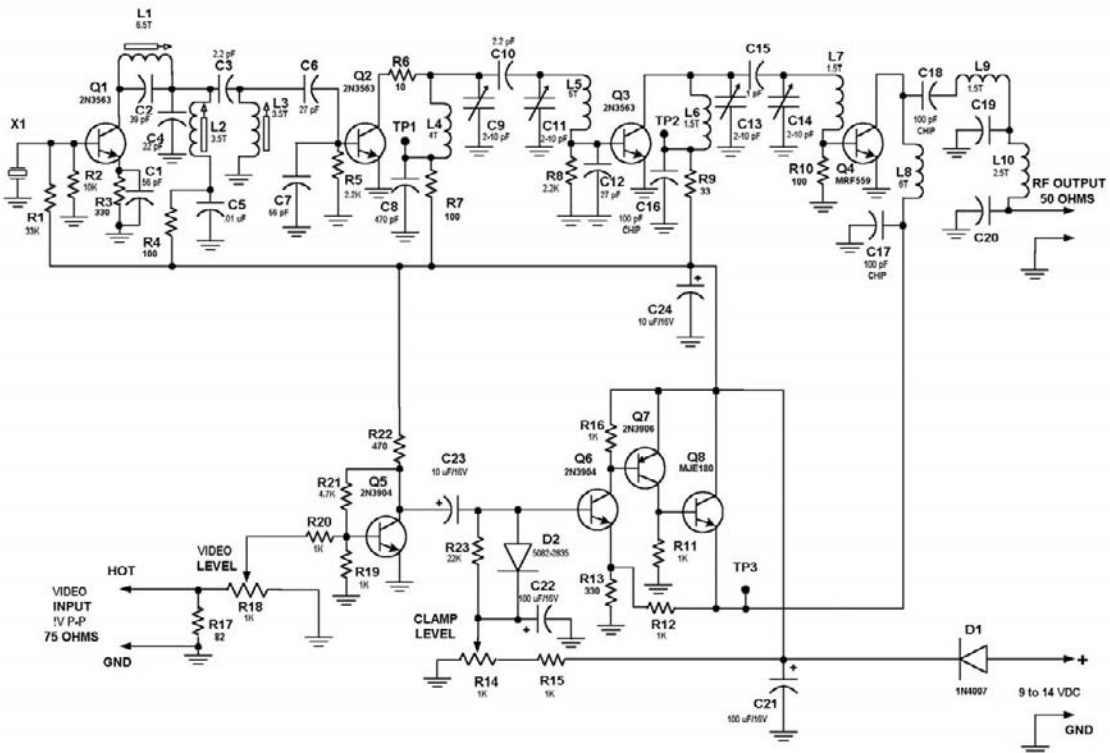 L1
6.5T
Q1
2N3563
X1
C2
39 pF
C4
22 pF
C3
2.2 pF
L2
3.5T
L3
3.5T
C6
27 pF
R1
33K
R2
10K
R3
330
C1
56 pF
R4
100
C5
.01 uF
Q2
2N3563
R6
10
R5
2.2K
C7
56 pF
TP1
L4
4T
C8
470 pF
R7
100
C9
2-10 pF
2.2 pF
C10
C11
2-10 pF
L5
5T
R8
2.2K
C12
27 pF
Q3
2N3563
TP2
L6
1.5T
100 pF
CHIP
C16
R9
33
C13
2-10 pF
C15
1 pF
C14
2-10 pF
L7
1.5T
R10
100
Q4
MRF559
C18
100 pF
CHIP
L9
1.5T
C19
L8
6T
L10
2.5T
C17
100 pF
CHIP
C20
RF OUTPUT
50 OHMS
C24
10 uF/16V
R22
470
R21
4.7K
Q5
2N3904
R20
1K
R19
1K
C23
10 uF/16V
R23
22K
D2
5082-2835
C22
100 uF/16V
Q6
2N3904
R16
1K
Q7
2N3906
Q8
MJE180
R11
1K
R13
330
R12
1K
TP3
HOT
VIDEO
INPUT
!V P-P
75 OHMS
GND
VIDEO
LEVEL
R18
1K
R17
82
CLAMP
LEVEL
R14
1K
R15
1K
C21
100 uF/16V
D1
1N4007
+
9 to 14 VDC
GND